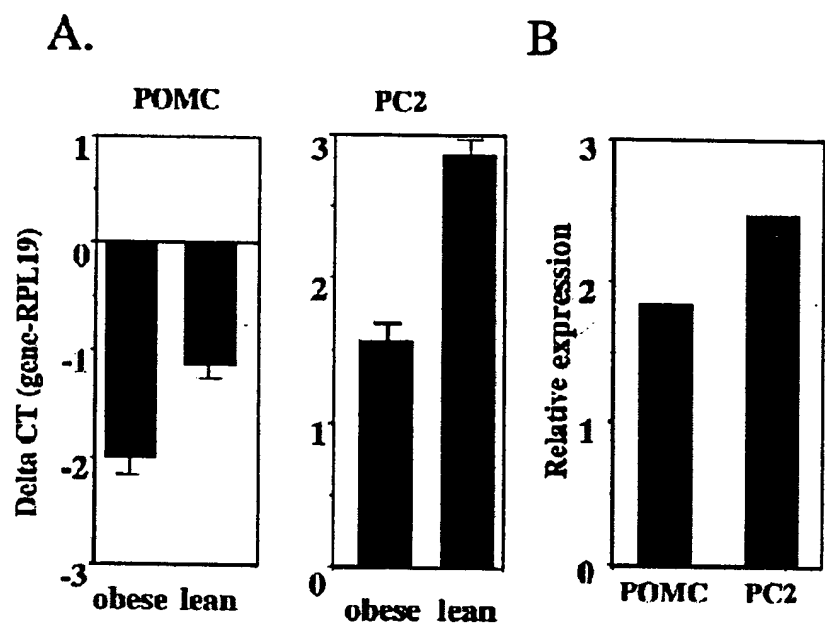 A.
B
POMC
PC2
Delta CT (gene-RPL19)
1
0
-1
-2
-3
obese lean
3
2
1
0
obese lean
Relative expression
3
2
1
0
POMC PC2